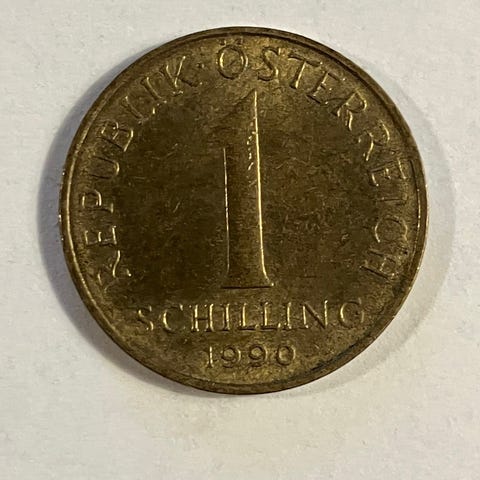 REPUBLIK · ÖSTERREICH
1
SCHILLING
1990